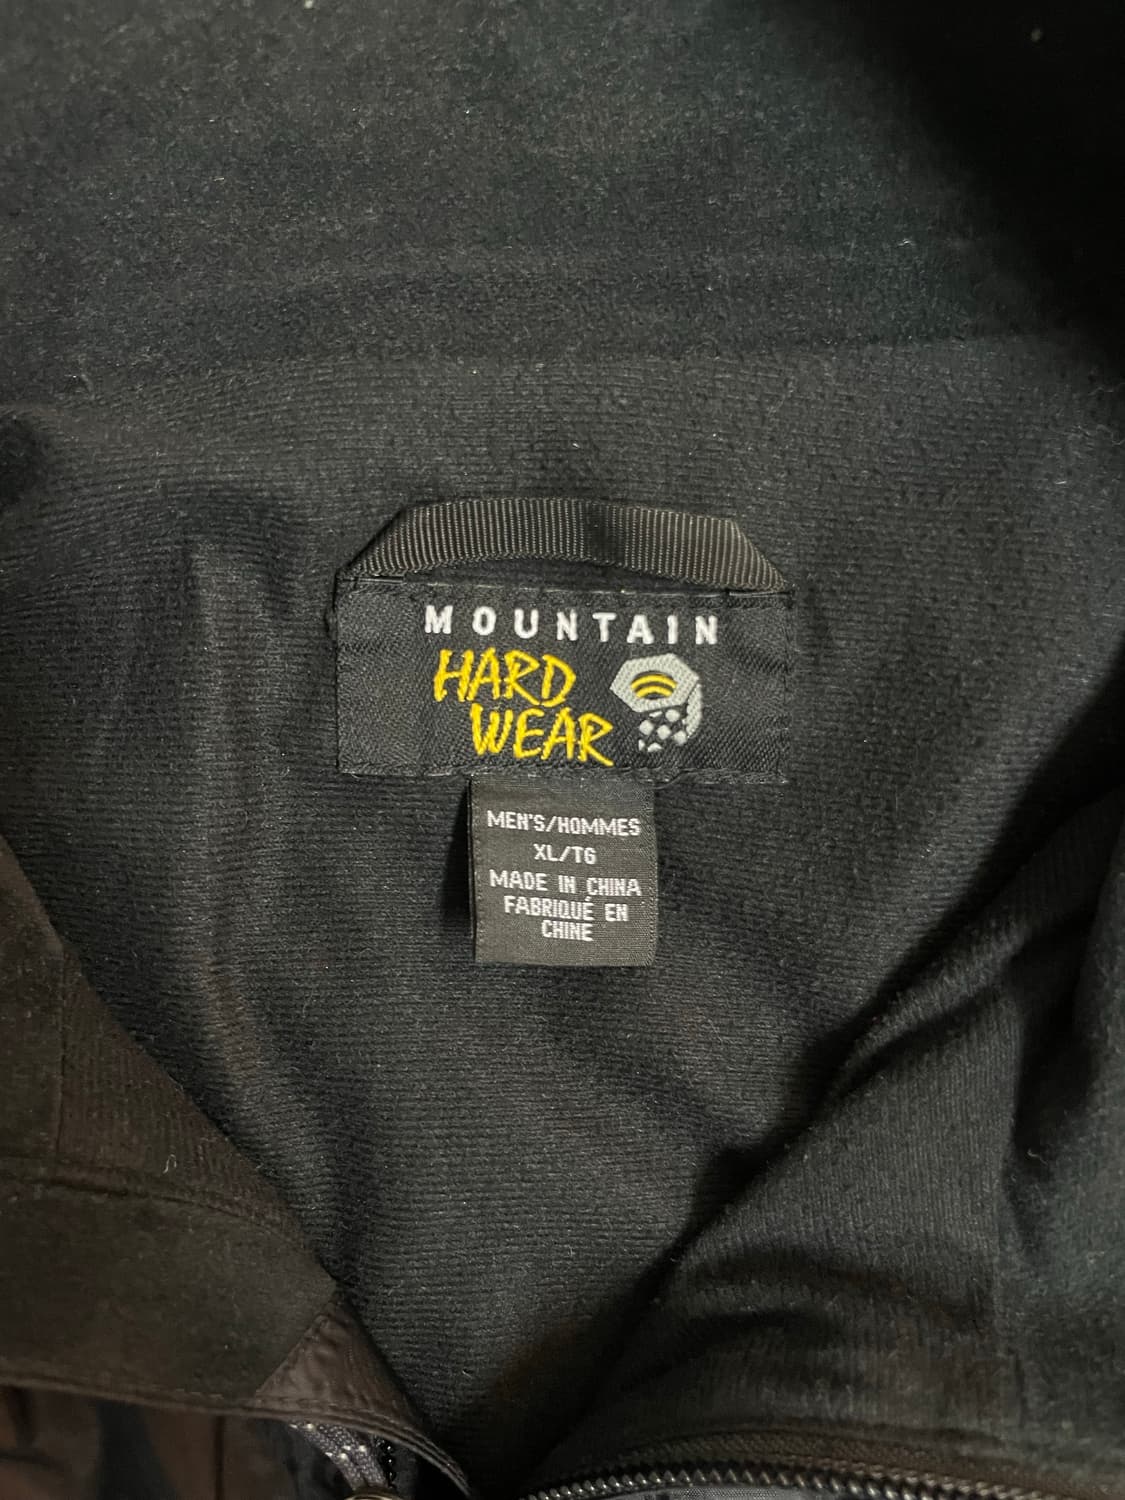 MOUNTAIN
HARD
WEAR
MEN'S/HOMMES
XL/TG
MADE IN CHINA
FABRIQUÉ EN
CHINE